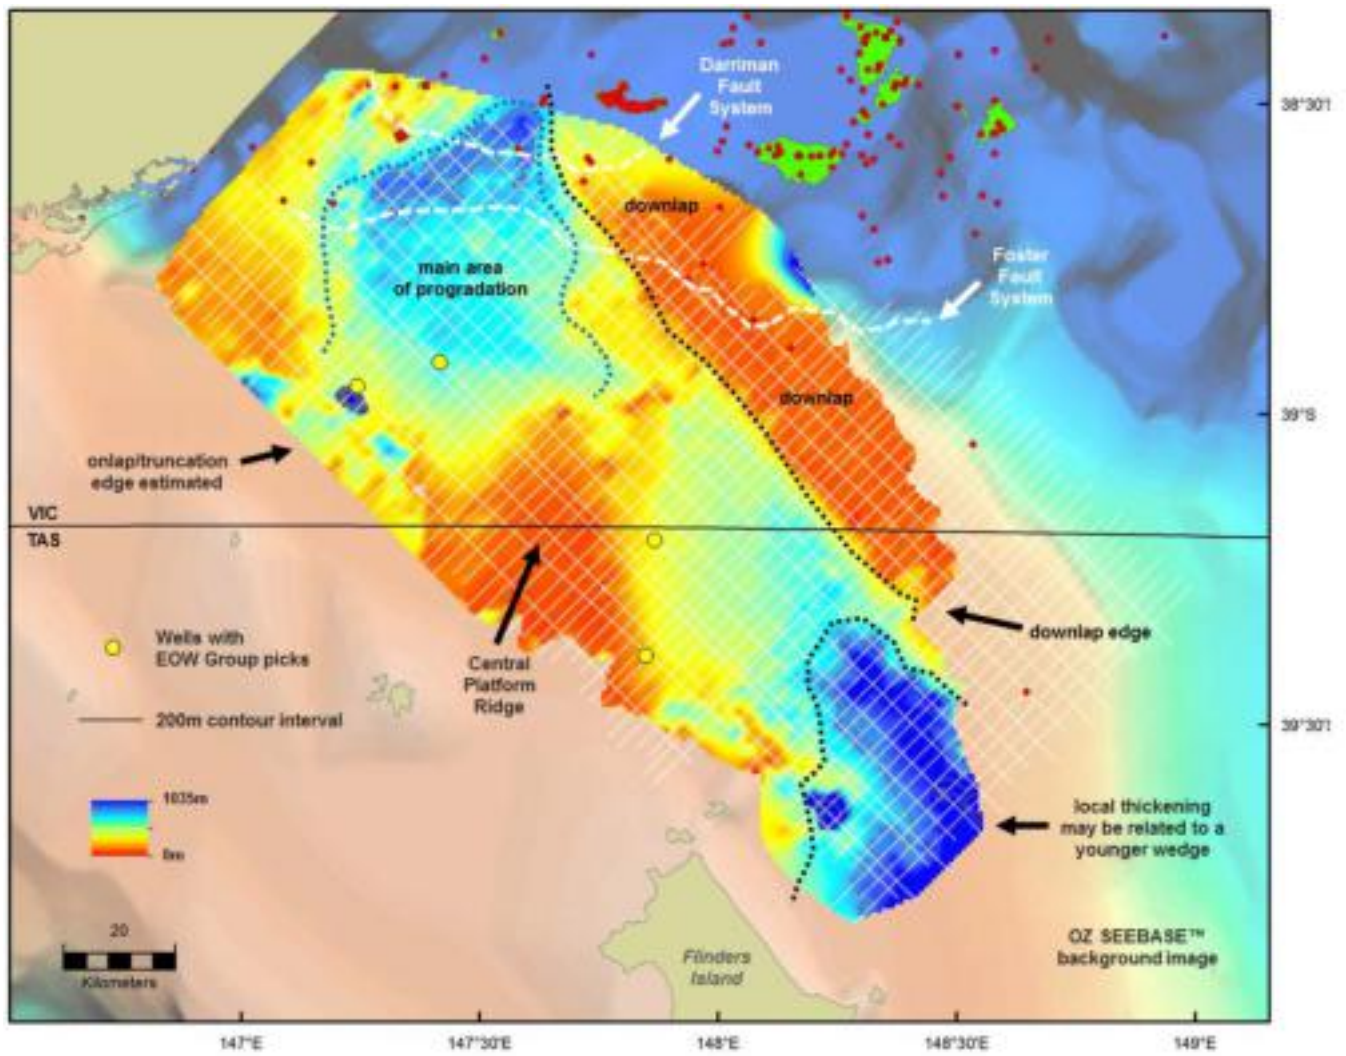 Darriman
Fault
System
38°30'
downlap
main area
of progradation
Foster
Fault
System
downlap
39°S
onlap/truncation
edge estimated
VIC
TAS
downlap edge
Wells with
EOW Group picks
Central
Platform
Ridge
200m contour interval
39°30'
1035m
0m
local thickening
may be related to a
younger wedge
20
Kilometers
OZ SEEBASE™
background image
Flinders
Island
147°E
147°30'E
148°E
148°30'E
149°E